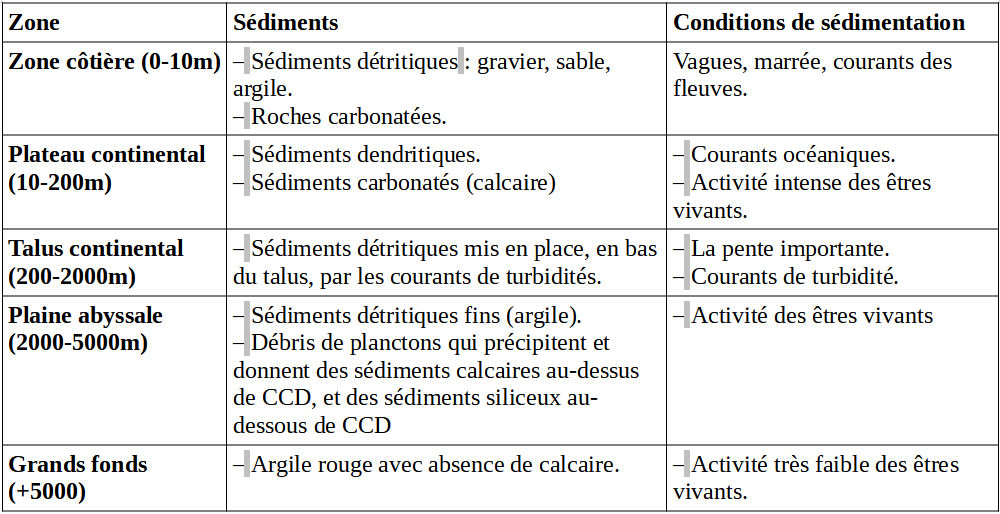 Zone
Sédiments
Conditions de sédimentation
Zone côtière (0-10m)
– Sédiments détritiques : gravier, sable,
argile.
– Roches carbonatées.
Vagues, marrée, courants des
fleuves.
Plateau continental
(10-200m)
– Sédiments dendritiques.
– Sédiments carbonatés (calcaire)
– Courants océaniques.
– Activité intense des êtres
vivants.
Talus continental
(200-2000m)
– Sédiments détritiques mis en place, en bas
du talus, par les courants de turbidités.
– La pente importante.
– Courants de turbidité.
Plaine abyssale
(2000-5000m)
– Sédiments détritiques fins (argile).
– Débris de planctons qui précipitent et
donnent des sédiments calcaires au-dessus
de CCD, et des sédiments siliceux au-
dessous de CCD
– Activité des êtres vivants
Grands fonds
(+5000)
– Argile rouge avec absence de calcaire.
– Activité très faible des êtres
vivants.